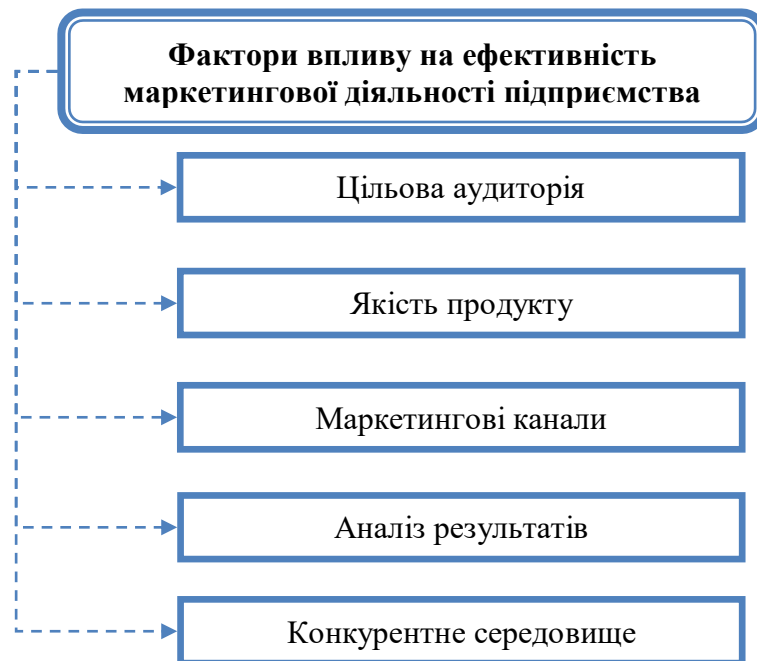 Фактори впливу на ефективність
маркетингової діяльності підприємства
Цільова аудиторія
Якість продукту
Маркетингові канали
Аналіз результатів
Конкурентне середовище